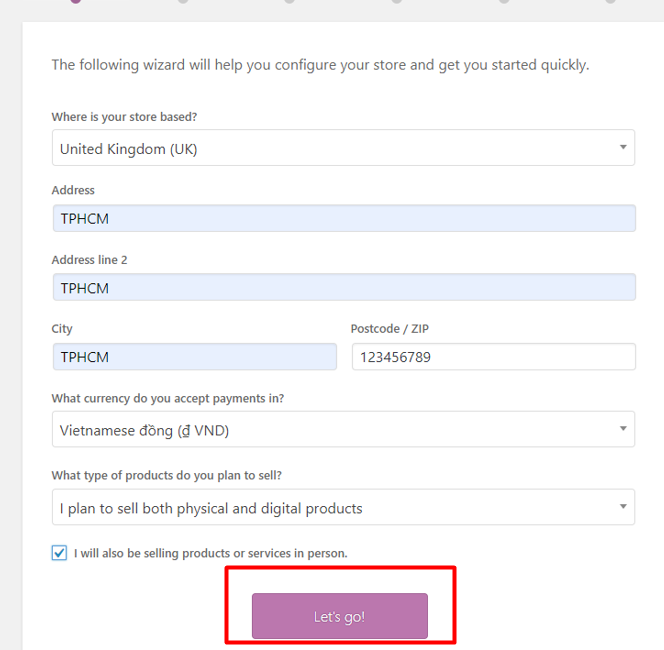 The following wizard will help you configure your store and get you started quickly.
Where is your store based?
United Kingdom (UK)
Address
TPHCM
Address line 2
TPHCM
City
Postcode / ZIP
TPHCM
123456789
What currency do you accept payments in?
Vietnamese đồng (₫ VND)
What type of products do you plan to sell?
I plan to sell both physical and digital products
I will also be selling products or services in person.
Let's go!